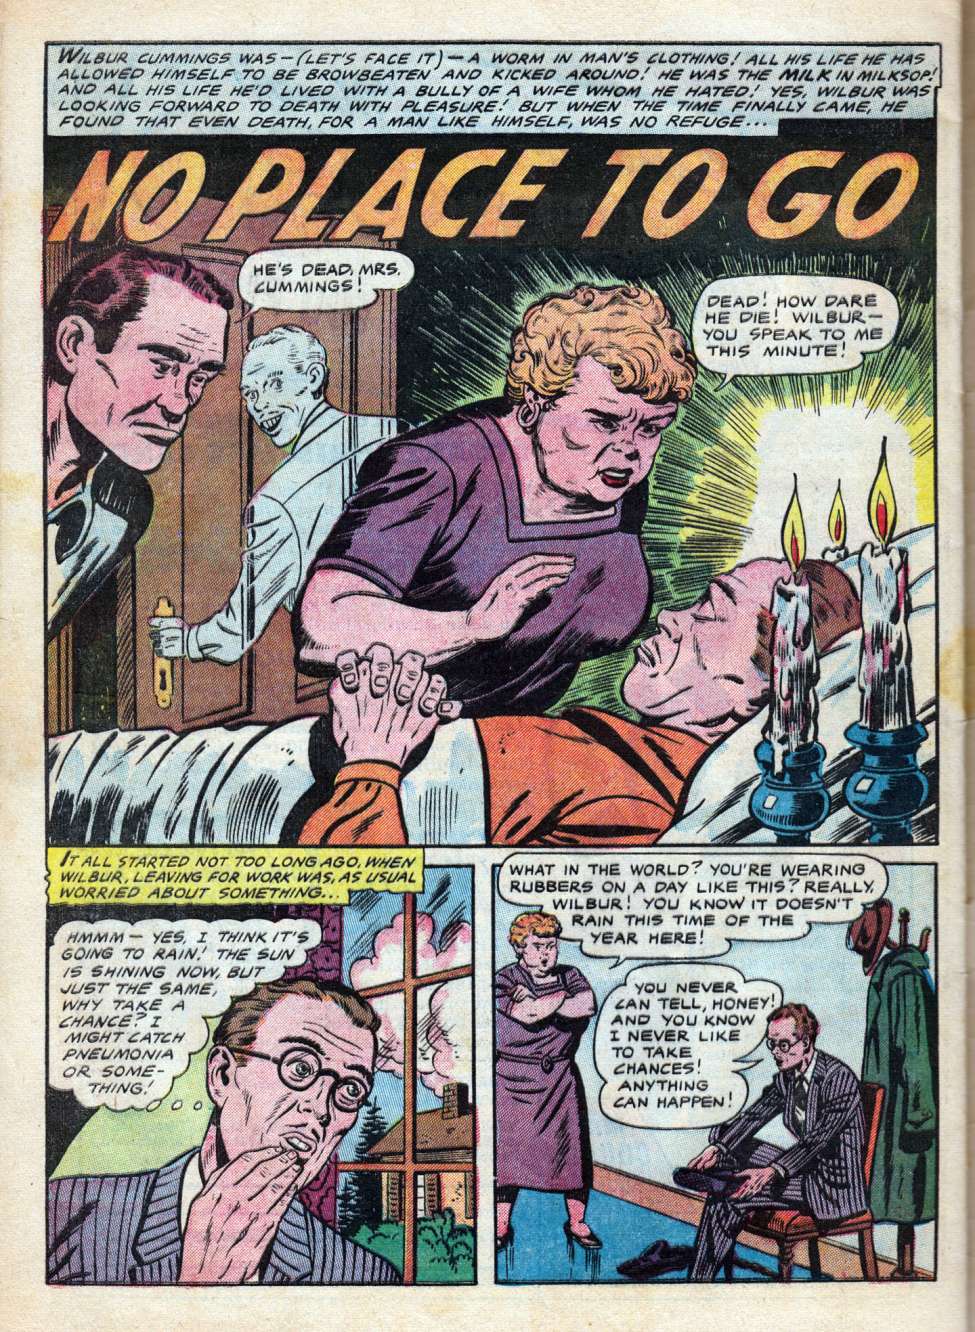 WILBUR CUMMINGS WAS—(LET'S FACE IT)—A WORM IN MAN'S CLOTHING! ALL HIS LIFE HE HAS
ALLOWED HIMSELF TO BE BROWBEATEN AND KICKED AROUND! HE WAS THE MILK IN MILKSOP!
AND ALL HIS LIFE HE'D LIVED WITH A BULLY OF A WIFE WHOM HE HATED! YES, WILBUR WAS
LOOKING FORWARD TO DEATH WITH PLEASURE! BUT WHEN THE TIME FINALLY CAME, HE
FOUND THAT EVEN DEATH, FOR A MAN LIKE HIMSELF, WAS NO REFUGE...
NO PLACE TO GO
HE'S DEAD, MRS.
CUMMINGS!
DEAD! HOW DARE
HE DIE! WILBUR—
YOU SPEAK TO ME
THIS MINUTE!
IT ALL STARTED NOT TOO LONG AGO, WHEN
WILBUR, LEAVING FOR WORK WAS, AS USUAL
WORRIED ABOUT SOMETHING...
HMMM— YES, I THINK IT'S
GOING TO RAIN! THE SUN
IS SHINING NOW, BUT
JUST THE SAME,
WHY TAKE A
CHANCE? I
MIGHT CATCH
PNEUMONIA
OR SOME-
THING!
WHAT IN THE WORLD? YOU'RE WEARING
RUBBERS ON A DAY LIKE THIS? REALLY,
WILBUR! YOU KNOW IT DOESN'T
RAIN THIS TIME OF THE
YEAR HERE!
YOU NEVER
CAN TELL, HONEY!
AND YOU KNOW
I NEVER LIKE
TO TAKE
CHANCES!
ANYTHING
CAN HAPPEN!